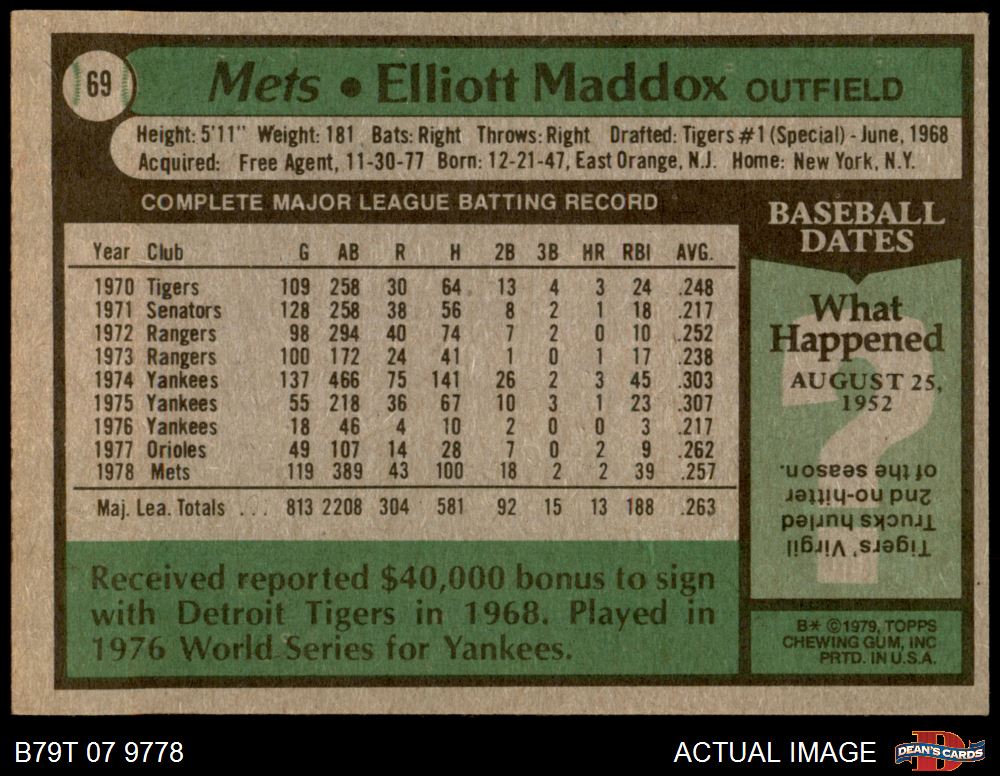 69
Mets • Elliott Maddox OUTFIELD
Height: 5'11" Weight: 181 Bats: Right Throws: Right Drafted: Tigers #1 (Special) - June, 1968
Acquired: Free Agent, 11-30-77 Born: 12-21-47, East Orange, N.J. Home: New York, N.Y.
COMPLETE MAJOR LEAGUE BATTING RECORD
Year Club G AB R H 2B 3B HR RBI AVG.
1970 Tigers 109 258 30 64 13 4 3 24 .248
1971 Senators 128 258 38 56 8 2 1 18 .217
1972 Rangers 98 294 40 74 7 2 0 10 .252
1973 Rangers 100 172 24 41 1 0 1 17 .238
1974 Yankees 137 466 75 141 26 2 3 45 .303
1975 Yankees 55 218 36 67 10 3 1 23 .307
1976 Yankees 18 46 4 10 2 0 0 3 .217
1977 Orioles 49 107 14 28 7 0 2 9 .262
1978 Mets 119 389 43 100 18 2 2 39 .257
Maj. Lea. Totals . . . 813 2208 304 581 92 15 13 188 .263
Received reported $40,000 bonus to sign
with Detroit Tigers in 1968. Played in
1976 World Series for Yankees.
BASEBALL
DATES
What
Happened
AUGUST 25,
1952
Tigers' Virgil
Trucks hurled
2nd no-hitter
of the season.
B* ©1979, TOPPS
CHEWING GUM, INC
PRTD. IN U.S.A.
B79T 07 9778
ACTUAL IMAGE
DEAN'S CARDS